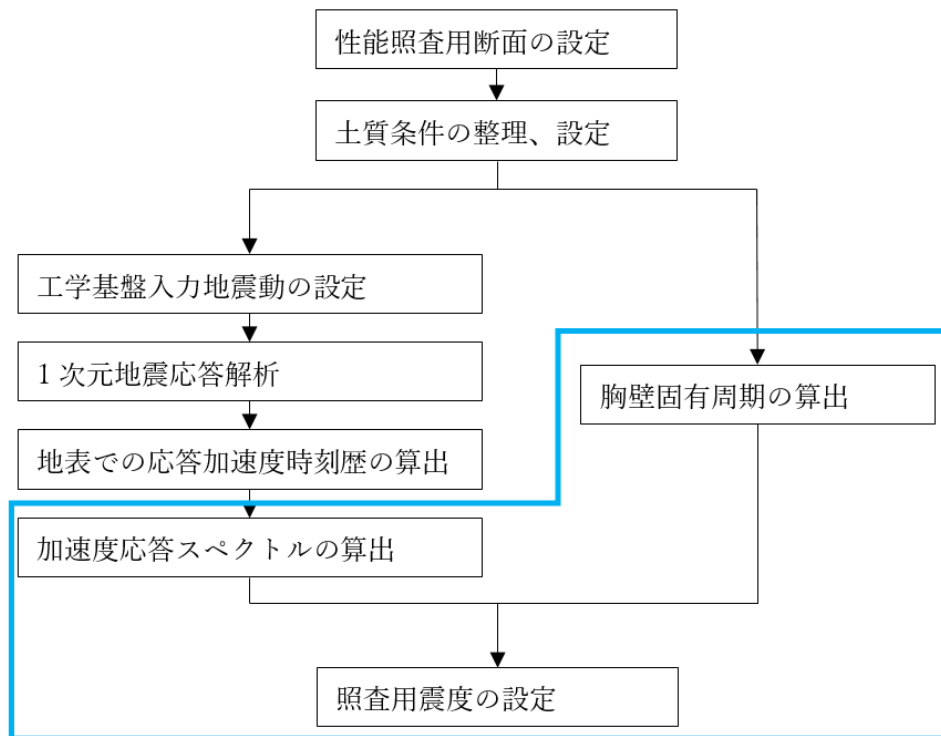 性能照査用断面の設定
土質条件の整理、設定
工学基盤入力地震動の設定
1 次元地震応答解析
胸壁固有周期の算出
地表での応答加速度時刻歴の算出
加速度応答スペクトルの算出
照査用震度の設定